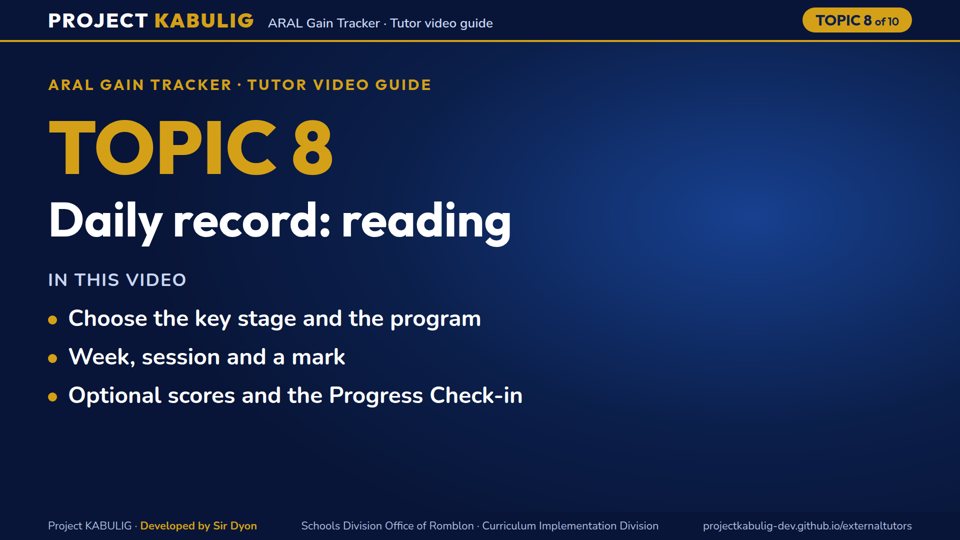 PROJECT KABULIG ARAL Gain Tracker · Tutor video guide TOPIC 8 of 10
ARAL GAIN TRACKER · TUTOR VIDEO GUIDE
TOPIC 8
Daily record: reading
IN THIS VIDEO
Choose the key stage and the program
Week, session and a mark
Optional scores and the Progress Check-in
Project KABULIG · Developed by Sir Dyon Schools Division Office of Romblon · Curriculum Implementation Division projectkabulig-dev.github.io/externaltutors